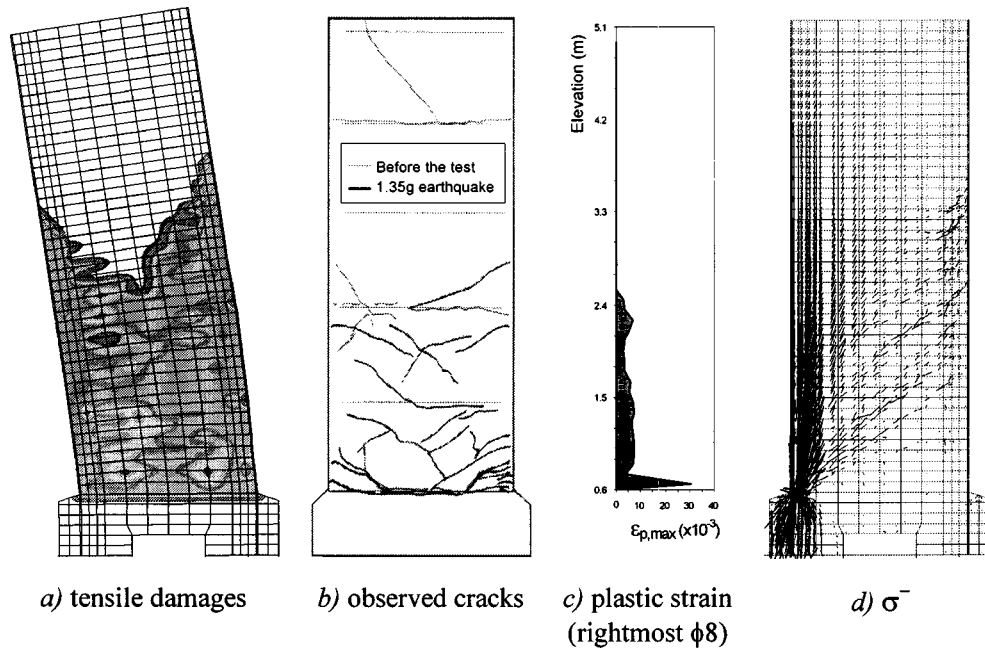 Before the test
1.35g earthquake
Elevation (m)
5.1
4.2
3.3
2.4
1.5
0.6
0 10 20 30 40
εp,max (x10⁻³)
a) tensile damages
b) observed cracks
c) plastic strain
(rightmost ϕ8)
d) σ⁻